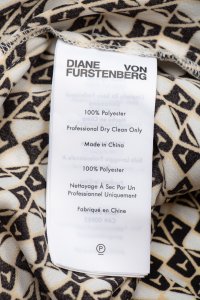 DIANE VON
FURSTENBERG
100% Polyester
Professional Dry Clean Only
Made in China
100% Polyester
Nettoyage À Sec Par Un
Professionnel Uniquement
Fabriqué en Chine
P